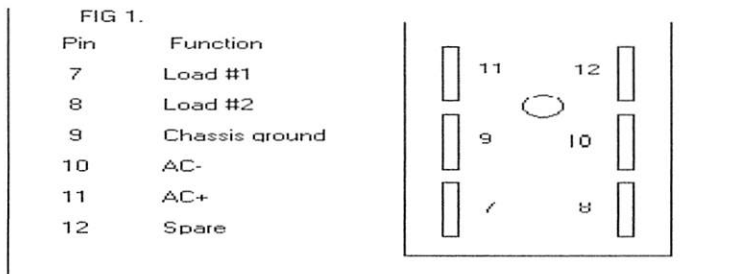 FIG 1.
Pin Function
7 Load #1
8 Load #2
9 Chassis ground
10 AC-
11 AC+
12 Spare
11 12
9 10
7 8